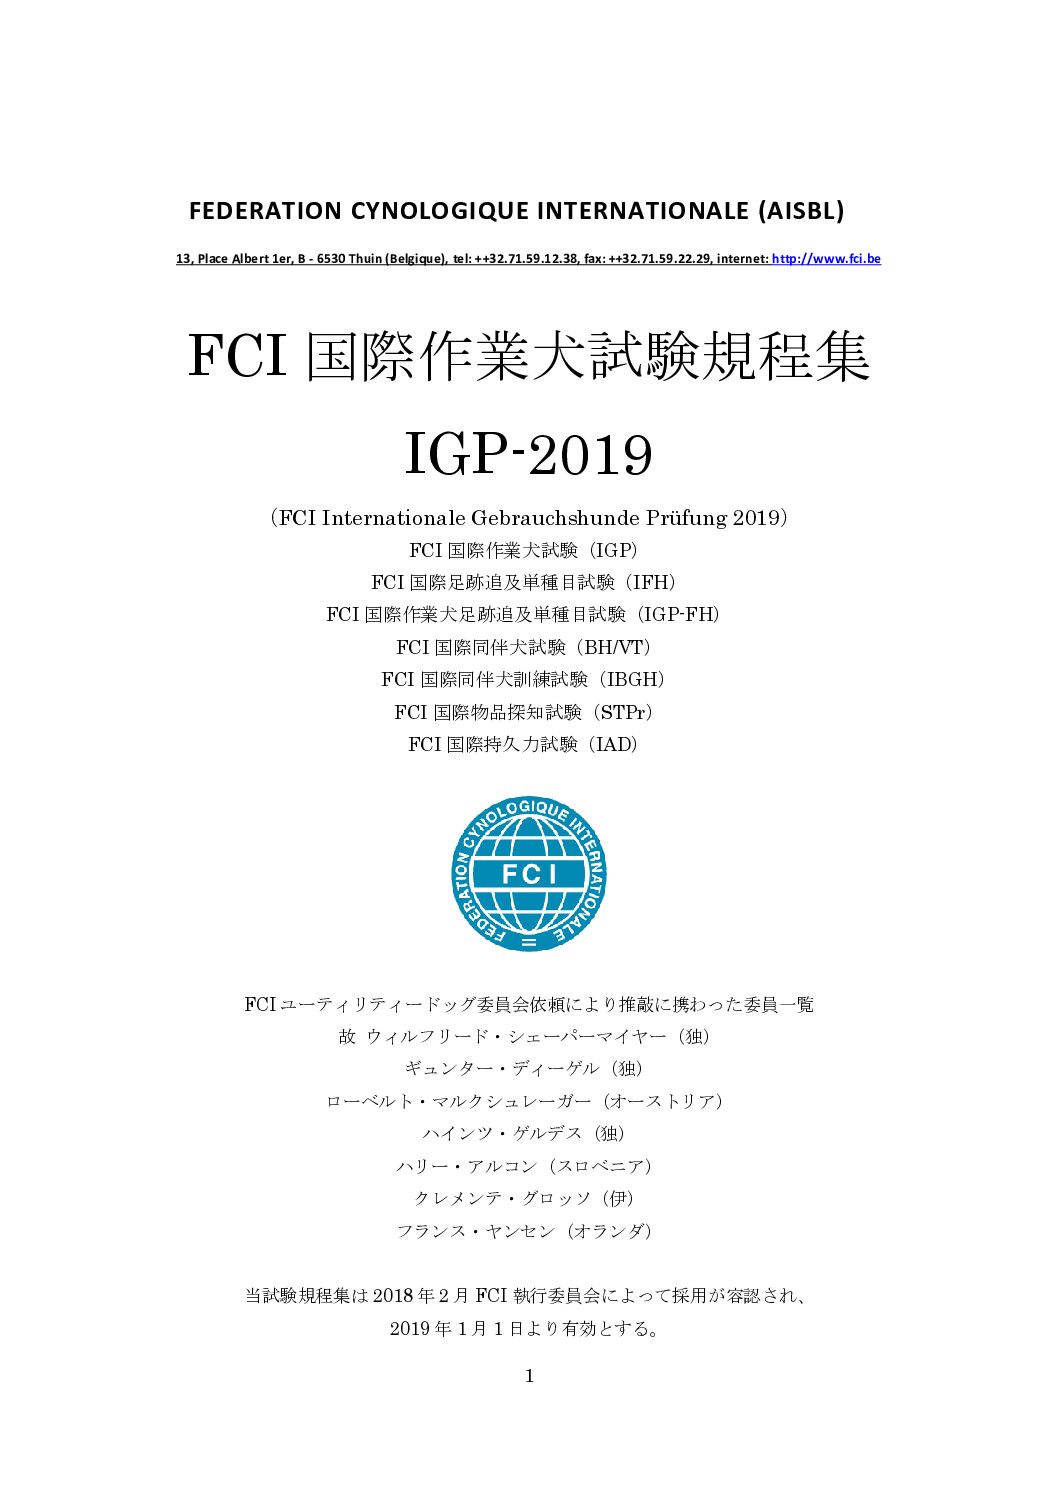 FEDERATION CYNOLOGIQUE INTERNATIONALE (AISBL)
13, Place Albert 1er, B - 6530 Thuin (Belgique), tel: ++32.71.59.12.38, fax: ++32.71.59.22.29, internet: http://www.fci.be
FCI 国際作業犬試験規程集
IGP-2019
（FCI Internationale Gebrauchshunde Prüfung 2019）
FCI 国際作業犬試験（IGP）
FCI 国際足跡追及単種目試験（IFH）
FCI 国際作業犬足跡追及単種目試験（IGP-FH）
FCI 国際同伴犬試験（BH/VT）
FCI 国際同伴犬訓練試験（IBGH）
FCI 国際物品探知試験（STPr）
FCI 国際持久力試験（IAD）
FEDERATION CYNOLOGIQUE INTERNATIONALE
FCI
FCI ユーティリティードッグ委員会依頼により推敲に携わった委員一覧
故 ウィルフリード・シェーパーマイヤー（独）
ギュンター・ディーゲル（独）
ローベルト・マルクシュレーガー（オーストリア）
ハインツ・ゲルデス（独）
ハリー・アルコン（スロベニア）
クレメンテ・グロッソ（伊）
フランス・ヤンセン（オランダ）
当試験規程集は 2018 年 2 月 FCI 執行委員会によって採用が容認され、
2019 年 1 月 1 日より有効とする。
1